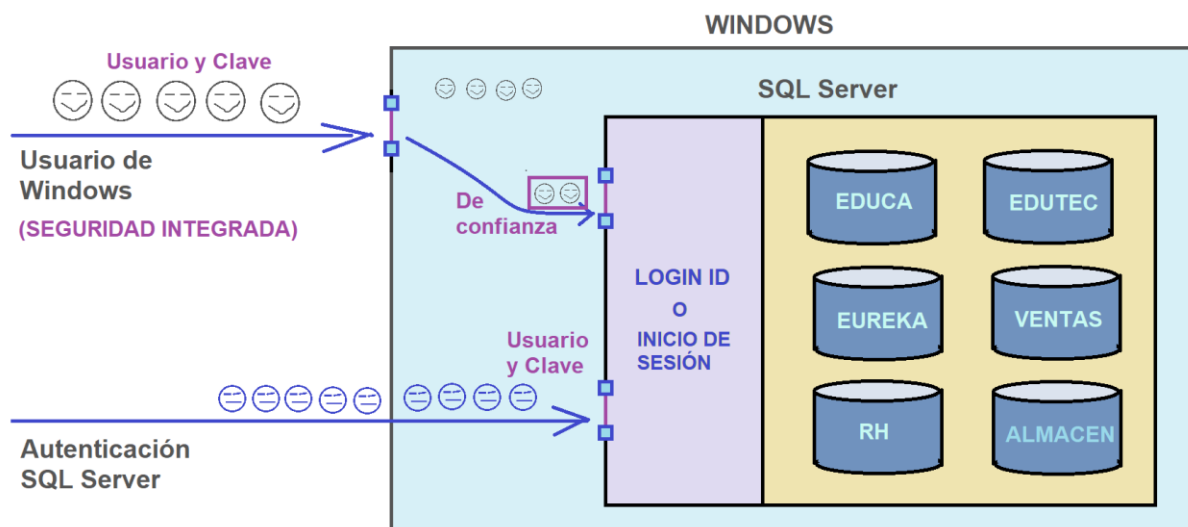 WINDOWS
Usuario y Clave
SQL Server
Usuario de
Windows
(SEGURIDAD INTEGRADA)
De
confianza
EDUCA
EDUTEC
LOGIN ID
O
INICIO DE
SESIÓN
EUREKA
VENTAS
Usuario
y Clave
RH
ALMACEN
Autenticación
SQL Server